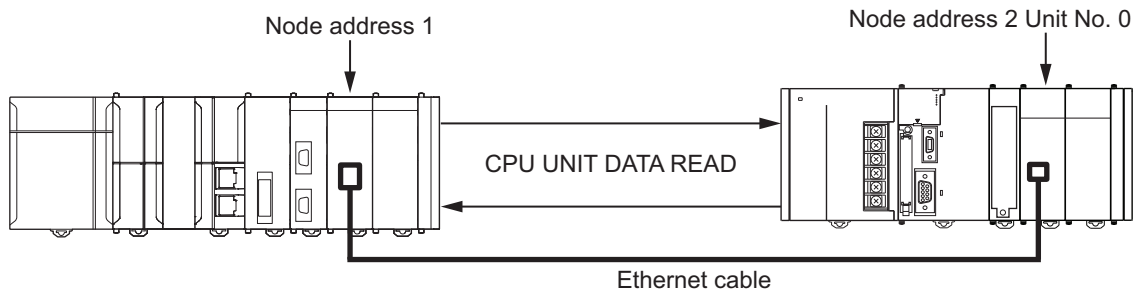 Node address 1
Node address 2 Unit No. 0
CPU UNIT DATA READ
Ethernet cable